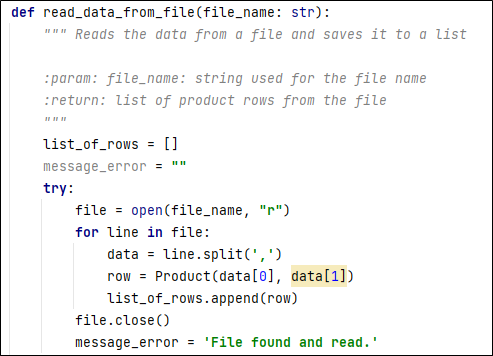 def read_data_from_file(file_name: str):
    """ Reads the data from a file and saves it to a list

    :param: file_name: string used for the file name
    :return: list of product rows from the file
    """
    list_of_rows = []
    message_error = ""
    try:
        file = open(file_name, "r")
        for line in file:
            data = line.split(',')
            row = Product(data[0], data[1])
            list_of_rows.append(row)
        file.close()
        message_error = 'File found and read.'